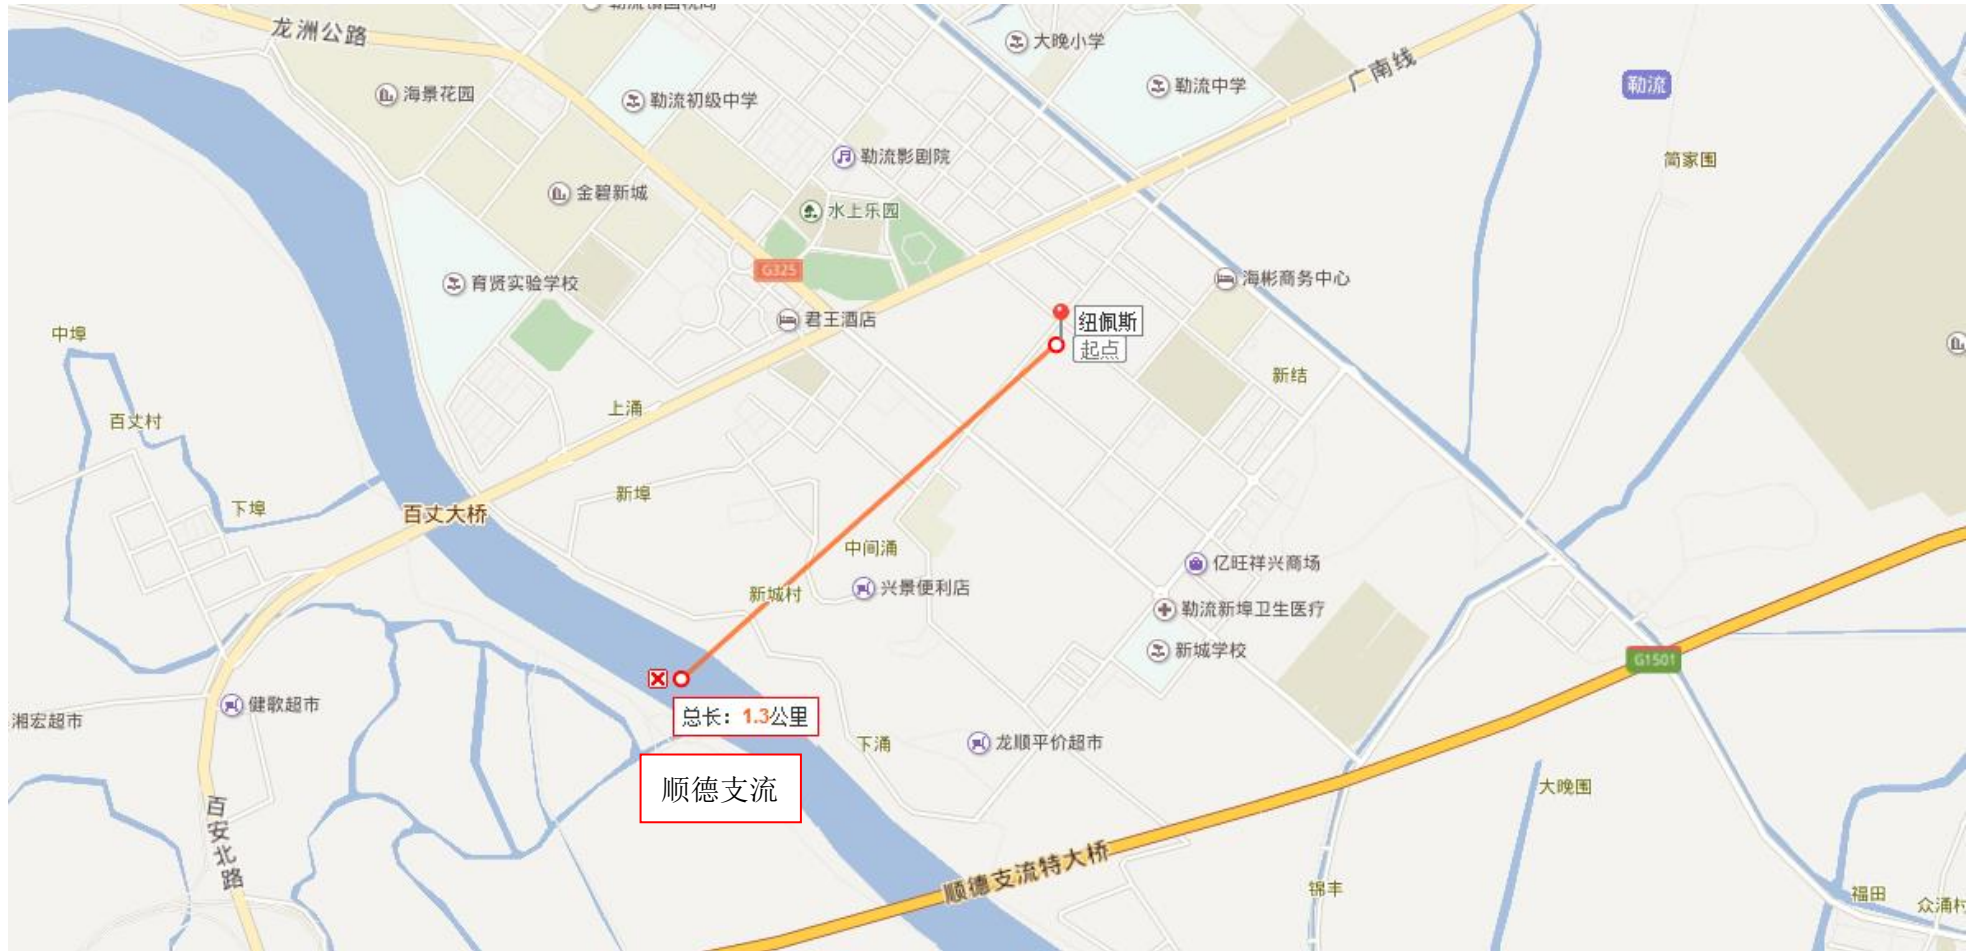 龙洲公路
大晚小学
广南线
勒流中学
勒流
海景花园
勒流初级中学
勒流影剧院
简家围
金碧新城
水上乐园
G325
育贤实验学校
海彬商务中心
君王酒店
纽佩斯
起点
中埠
新结
上涌
百丈村
新埠
下埠
百丈大桥
中间涌
新城村
兴景便利店
亿旺祥兴商场
勒流新埠卫生医疗
新城学校
G1501
健歌超市
湘宏超市
总长：1.3公里
下涌
龙顺平价超市
顺德支流
大晚围
百安北路
顺德支流特大桥
锦丰
福田
众涌村